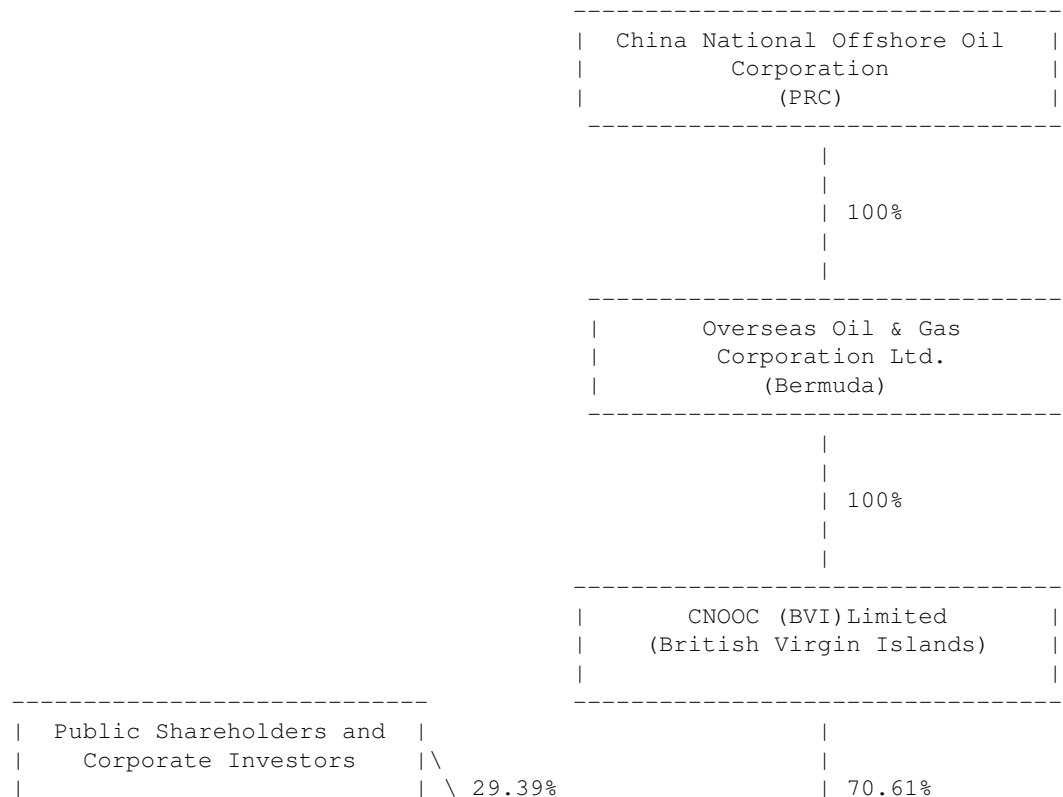 China National Offshore Oil
Corporation
(PRC)
100%
Overseas Oil & Gas
Corporation Ltd.
(Bermuda)
100%
CNOOC (BVI)Limited
(British Virgin Islands)
Public Shareholders and
Corporate Investors
29.39% 70.61%